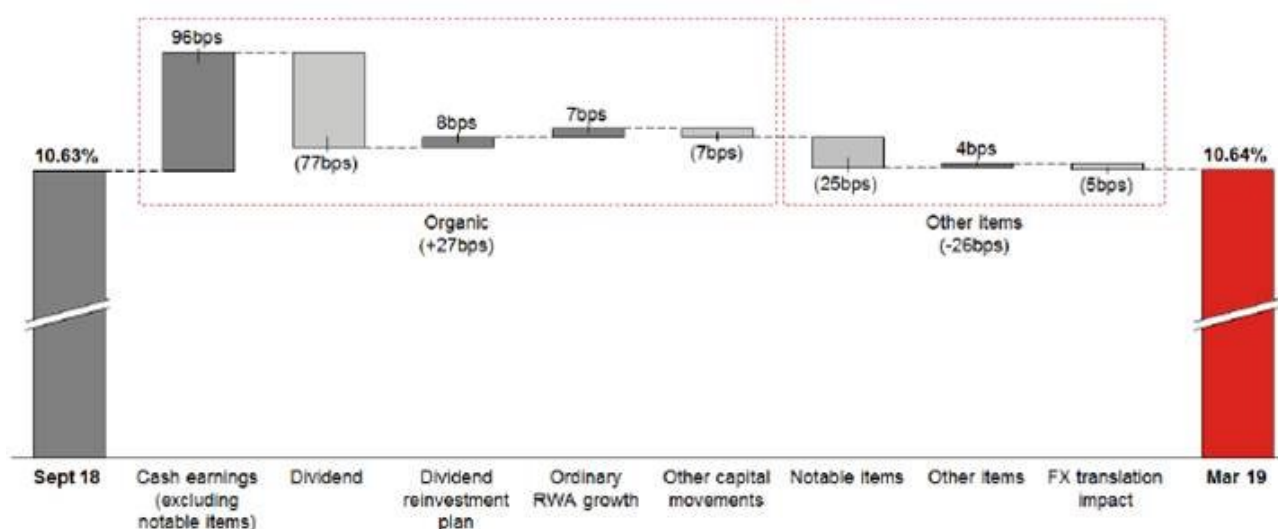 96bps
8bps
7bps
10.63%
(77bps)
(7bps)
(25bps)
4bps
(5bps)
10.64%
Organic
(+27bps)
Other items
(-26bps)
Sept 18
Cash earnings
(excluding
notable items)
Dividend
Dividend
reinvestment
plan
Ordinary
RWA growth
Other capital
movements
Notable items
Other items
FX translation
impact
Mar 19